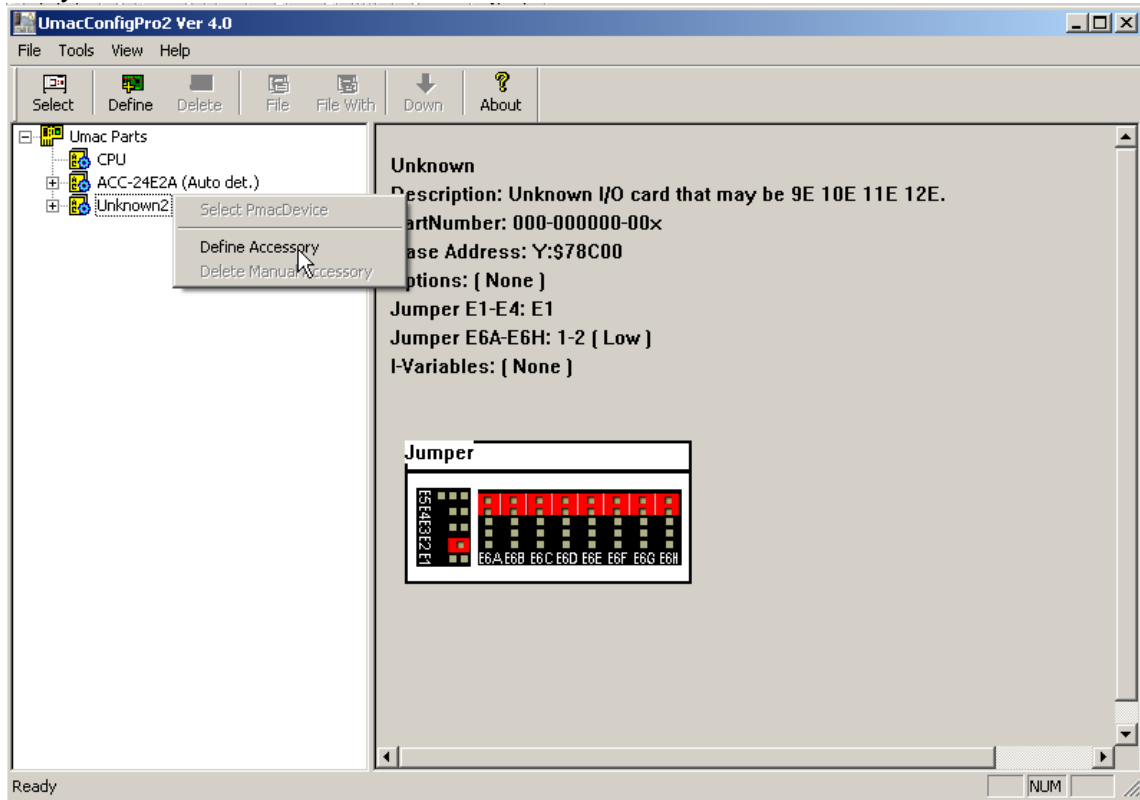 UmacConfigPro2 Ver 4.0
File Tools View Help
Select Define Delete File File With Down About
Umac Parts
CPU
ACC-24E2A (Auto det.)
Unknown2
Select PmacDevice
Define Accessory
Delete Manual Accessory
Unknown
Description: Unknown I/O card that may be 9E 10E 11E 12E.
artNumber: 000-000000-00x
ase Address: Y:$78C00
ptions: ( None )
Jumper E1-E4: E1
Jumper E6A-E6H: 1-2 ( Low )
I-Variables: ( None )
Jumper
E5 E4 E3 E2 E1
E6A E6B E6C E6D E6E E6F E6G E6H
Ready
NUM